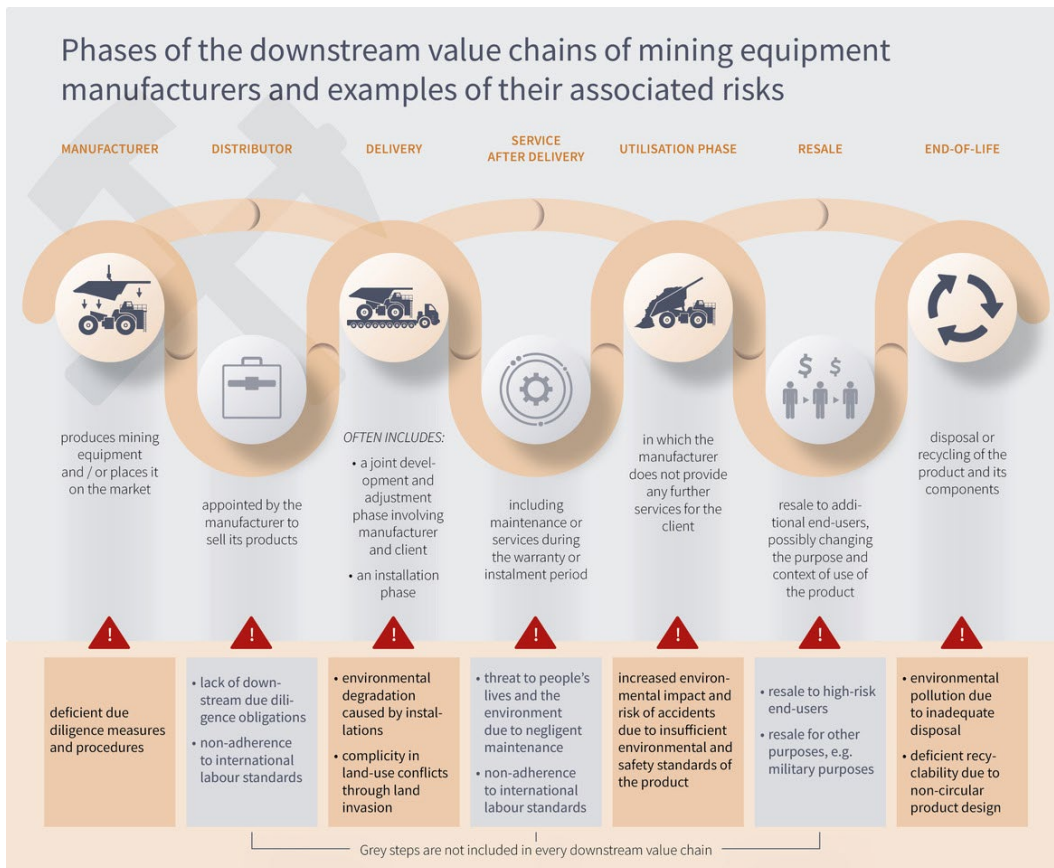 Phases of the downstream value chains of mining equipment
manufacturers and examples of their associated risks
MANUFACTURER
DISTRIBUTOR
DELIVERY
SERVICE
AFTER DELIVERY
UTILISATION PHASE
RESALE
END-OF-LIFE
produces mining
equipment
and / or places it
on the market
appointed by the
manufacturer to
sell its products
OFTEN INCLUDES:
• a joint devel-
opment and
adjustment
phase involving
manufacturer
and client
• an installation
phase
including
maintenance or
services during
the warranty or
instalment period
in which the
manufacturer
does not provide
any further
services for the
client
resale to addi-
tional end-users,
possibly changing
the purpose and
context of use of
the product
disposal or
recycling of the
product and its
components
$ $
!
!
!
!
!
!
!
deficient due
diligence measures
and procedures
• lack of down-
stream due dili-
gence obligations
• non-adherence
to international
labour standards
• environmental
degradation
caused by instal-
lations
• complicity in
land-use conflicts
through land
invasion
• threat to people's
lives and the
environment
due to negligent
maintenance
• non-adherence
to international
labour standards
increased environ-
mental impact and
risk of accidents
due to insufficient
environmental and
safety standards of
the product
• resale to high-risk
end-users
• resale for other
purposes, e.g.
military purposes
• environmental
pollution due
to inadequate
disposal
• deficient recy-
clability due to
non-circular
product design
Grey steps are not included in every downstream value chain